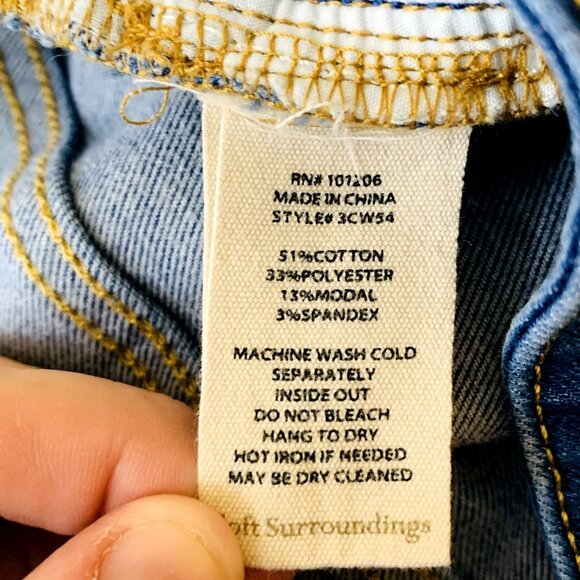 RN# 101206
MADE IN CHINA
STYLE# 3CW54
51%COTTON
33%POLYESTER
13%MODAL
3%SPANDEX
MACHINE WASH COLD
SEPARATELY
INSIDE OUT
DO NOT BLEACH
HANG TO DRY
HOT IRON IF NEEDED
MAY BE DRY CLEANED
oft Surroundings